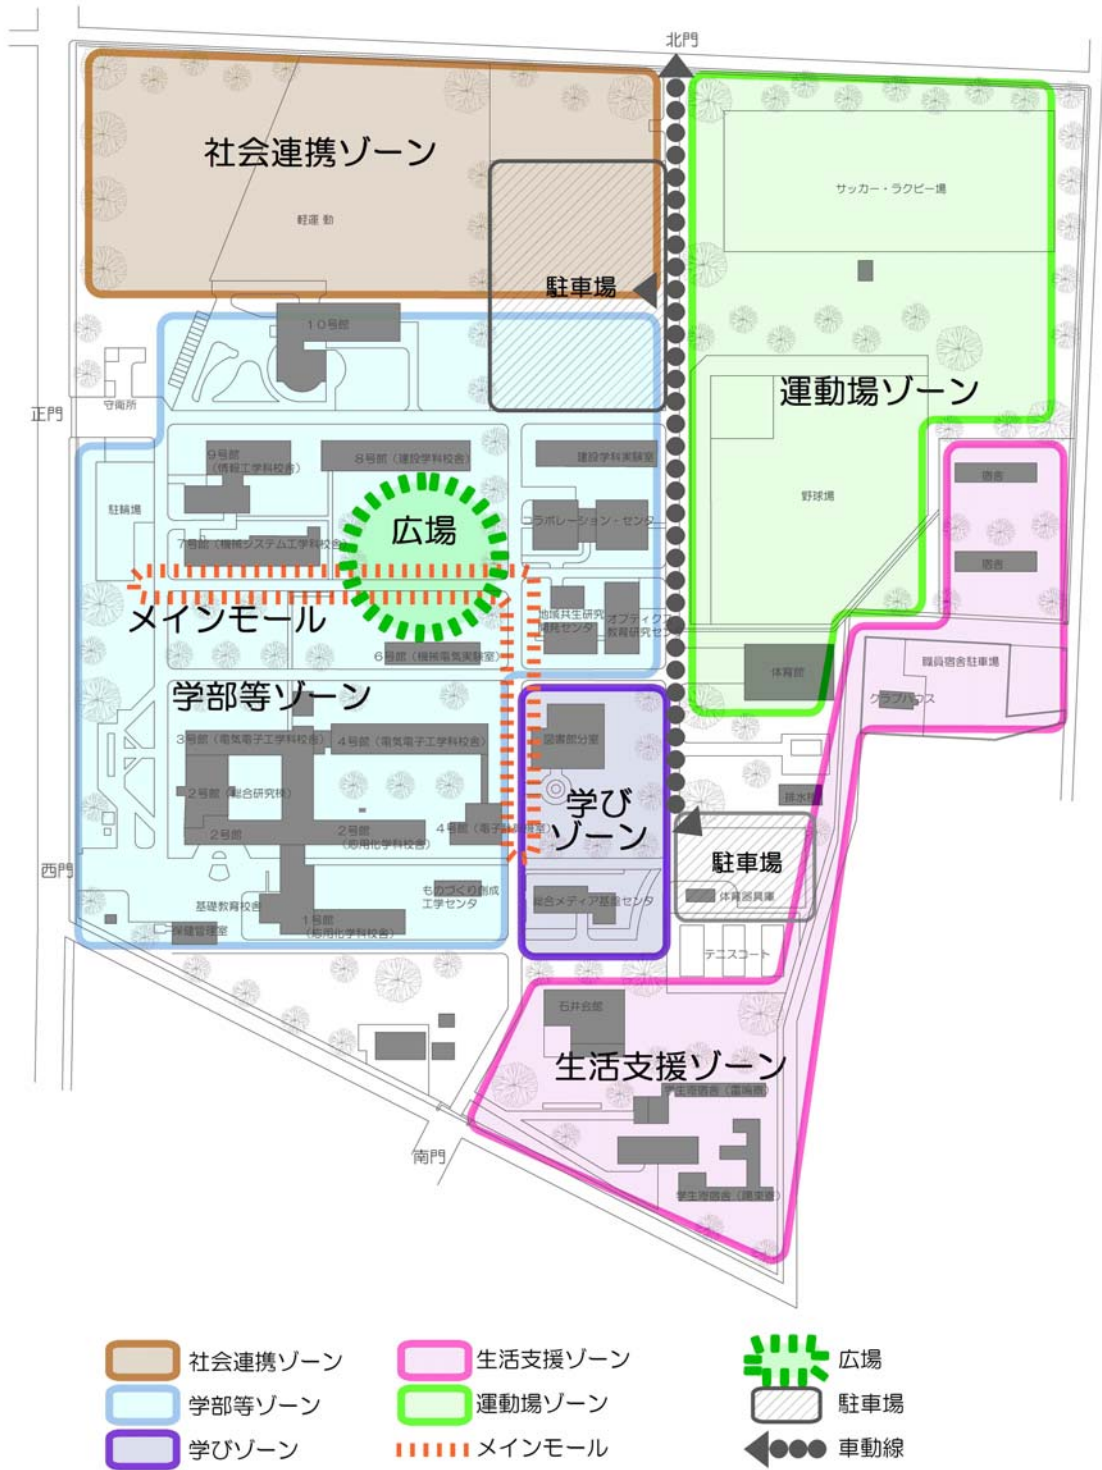 北門
社会連携ゾーン
サッカー・ラクビー場
軽運動
駐車場
10号館
運動場ゾーン
守衛所
正門
9号館
(情報工学科校舎)
8号館(建設学科校舎)
建設学科実験室
宿舎
駐輪場
野球場
広場
コラボレーション・センタ
7号館(機械システム工学科校舎)
宿舎
メインモール
地域共生研究
開発センタ
オプティクス
教育研究セン
6号館(機械電気実験室)
体育館
職員宿舎駐車場
クラブハウス
学部等ゾーン
3号館(電気電子工学科校舎)
4号館(電気電子工学科校舎)
図書館分室
2号館(総合研究棟)
排水
学び
ゾーン
2号館
2号館
(応用化学科校舎)
4号館(電子
室)
西門
駐車場
ものづくり創成
工学センタ
総合メディア基盤センタ
体育器具庫
基礎教育校舎
1号館
(応用化学科校舎)
保健管理室
テニスコート
石井会館
生活支援ゾーン
学生寄宿舎
南門
学生寄宿舎
社会連携ゾーン
生活支援ゾーン
広場
学部等ゾーン
運動場ゾーン
駐車場
学びゾーン
メインモール
車動線